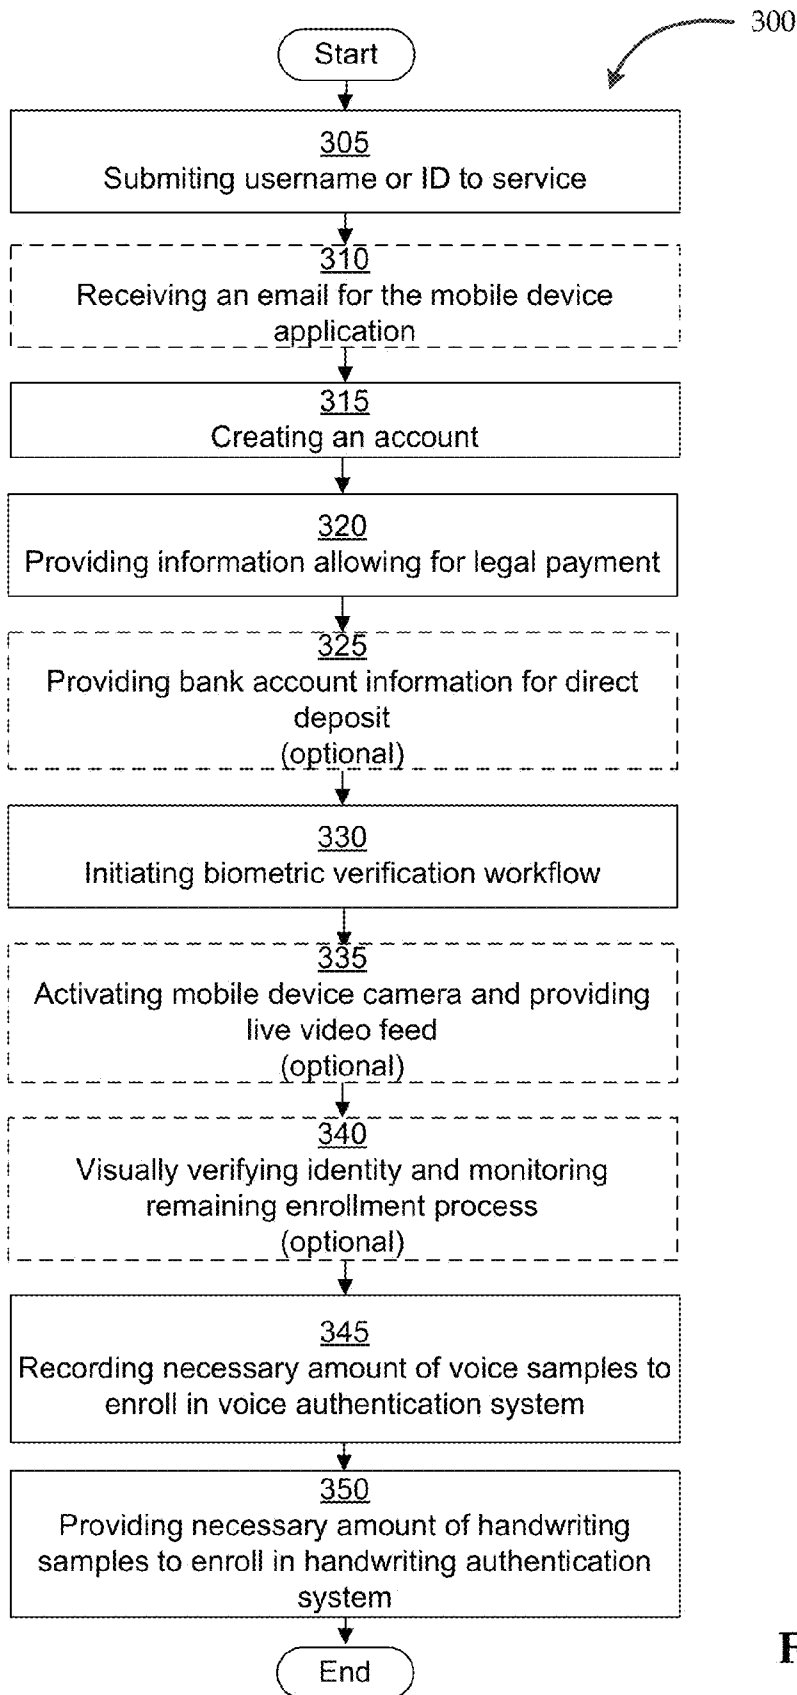 300
Start
305
Submiting username or ID to service
310
Receiving an email for the mobile device
application
315
Creating an account
320
Providing information allowing for legal payment
325
Providing bank account information for direct
deposit
(optional)
330
Initiating biometric verification workflow
335
Activating mobile device camera and providing
live video feed
(optional)
340
Visually verifying identity and monitoring
remaining enrollment process
(optional)
345
Recording necessary amount of voice samples to
enroll in voice authentication system
350
Providing necessary amount of handwriting
samples to enroll in handwriting authentication
system
End
F